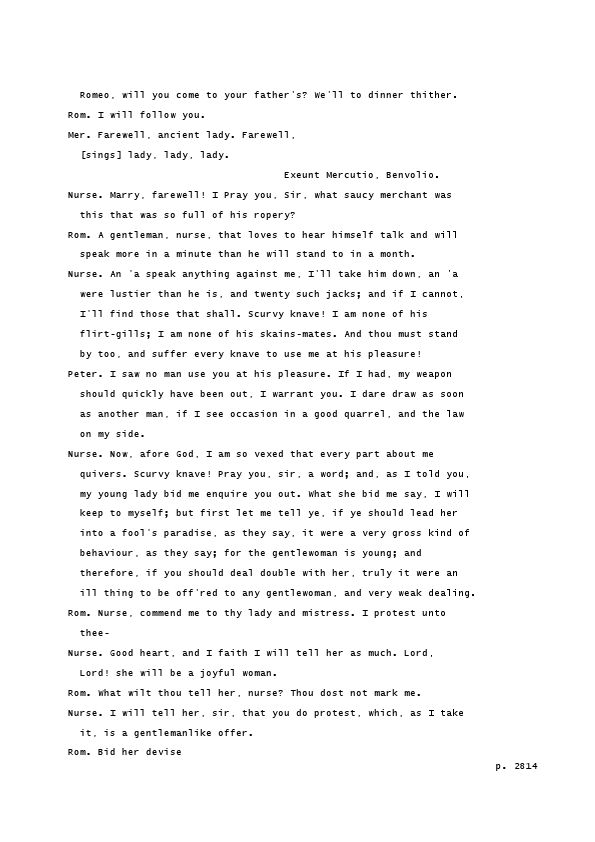 Romeo, will you come to your father's? We'll to dinner thither.
Rom. I will follow you.
Mer. Farewell, ancient lady. Farewell,
[sings] lady, lady, lady.
Exeunt Mercutio, Benvolio.
Nurse. Marry, farewell! I Pray you, Sir, what saucy merchant was
this that was so full of his ropery?
Rom. A gentleman, nurse, that loves to hear himself talk and will
speak more in a minute than he will stand to in a month.
Nurse. An 'a speak anything against me, I'll take him down, an 'a
were lustier than he is, and twenty such jacks; and if I cannot,
I'll find those that shall. Scurvy knave! I am none of his
flirt-gills; I am none of his skains-mates. And thou must stand
by too, and suffer every knave to use me at his pleasure!
Peter. I saw no man use you at his pleasure. If I had, my weapon
should quickly have been out, I warrant you. I dare draw as soon
as another man, if I see occasion in a good quarrel, and the law
on my side.
Nurse. Now, afore God, I am so vexed that every part about me
quivers. Scurvy knave! Pray you, sir, a word; and, as I told you,
my young lady bid me enquire you out. What she bid me say, I will
keep to myself; but first let me tell ye, if ye should lead her
into a fool's paradise, as they say, it were a very gross kind of
behaviour, as they say; for the gentlewoman is young; and
therefore, if you should deal double with her, truly it were an
ill thing to be off'red to any gentlewoman, and very weak dealing.
Rom. Nurse, commend me to thy lady and mistress. I protest unto
thee-
Nurse. Good heart, and I faith I will tell her as much. Lord,
Lord! she will be a joyful woman.
Rom. What wilt thou tell her, nurse? Thou dost not mark me.
Nurse. I will tell her, sir, that you do protest, which, as I take
it, is a gentlemanlike offer.
Rom. Bid her devise
p. 2814